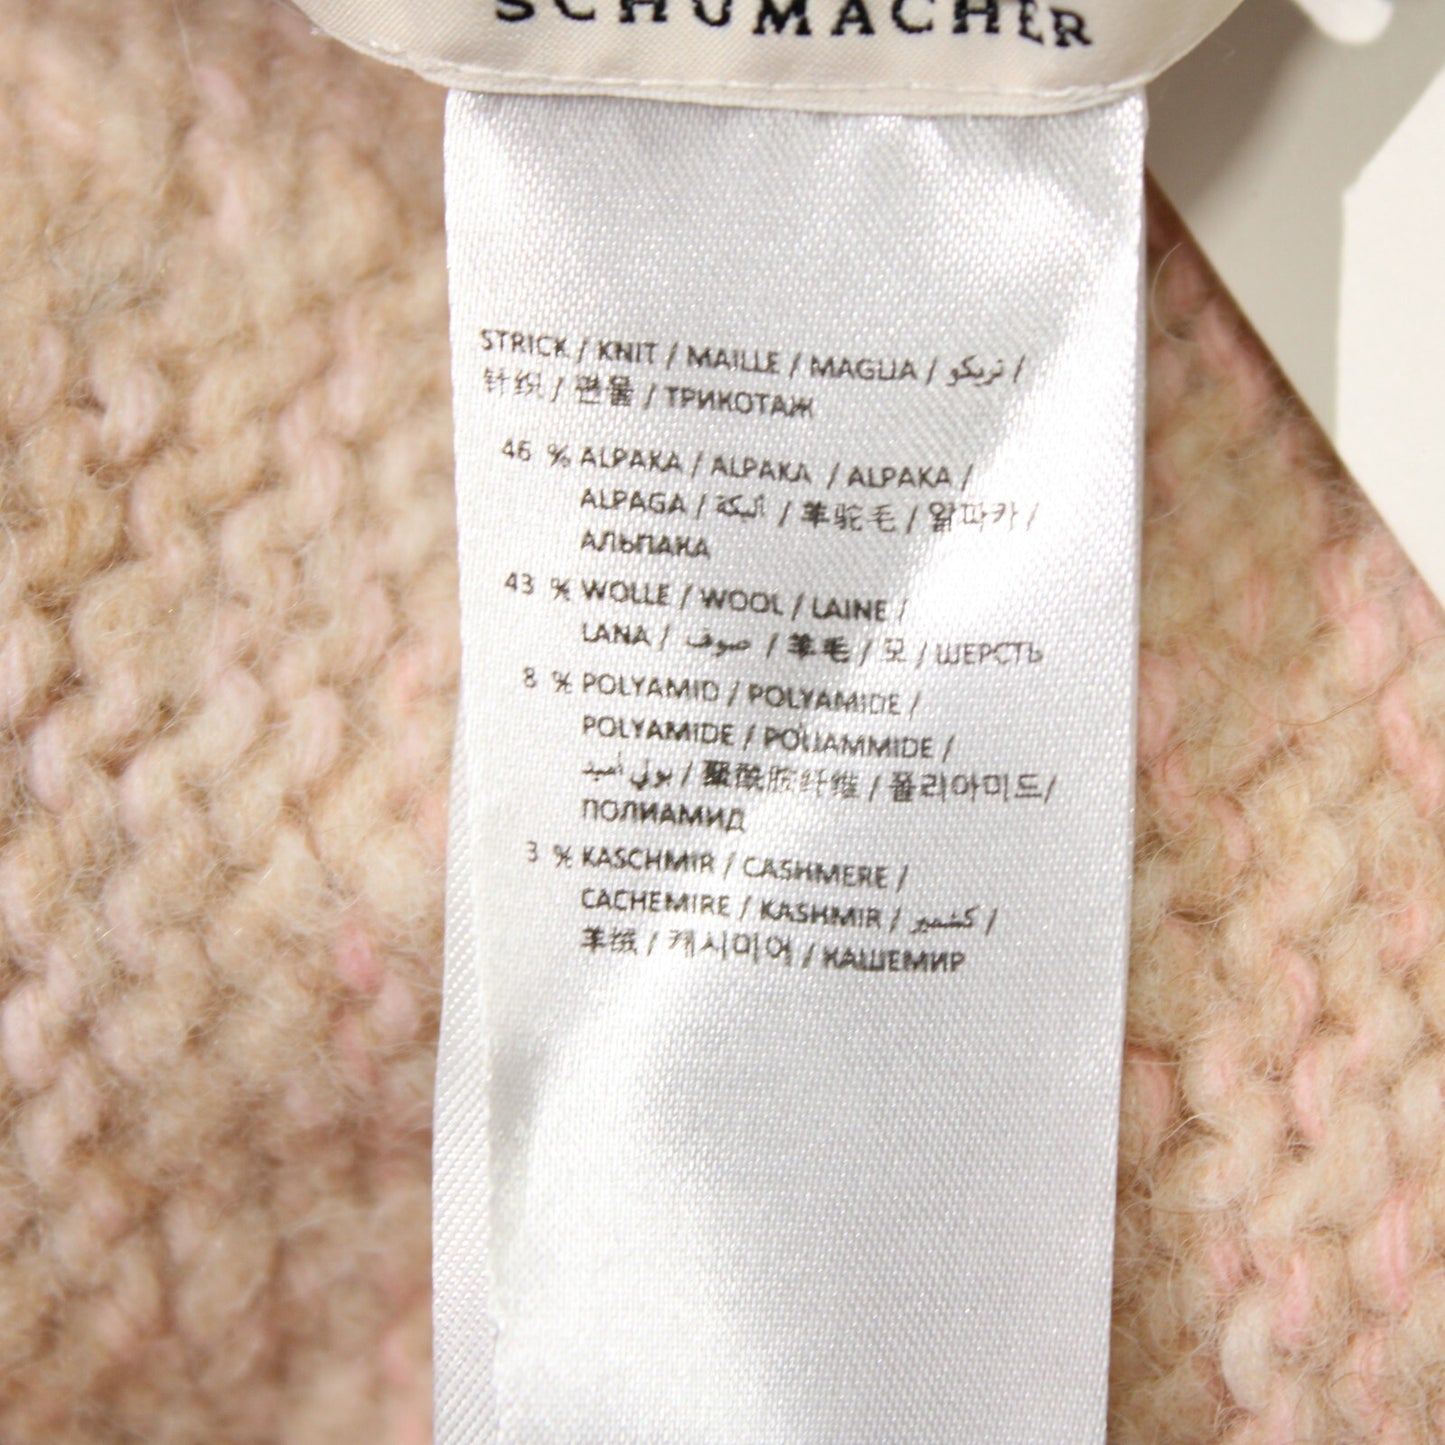 SCHUMACHER
STRICK / KNIT / MAILLE / MAGLIA / تريكو /
针织 / 편물 / ТРИКОТАЖ
46 % ALPAKA / ALPAKA / ALPAKA /
ALPAGA / ألبكة / 羊驼毛 / 알파카 /
АЛЬПАКА
43 % WOLLE / WOOL / LAINE /
LANA / صوف / 羊毛 / 모 / ШЕРСТЬ
8 % POLYAMID / POLYAMIDE /
POLYAMIDE / POLIAMMIDE /
بولي أميد / 聚酰胺纤维 / 폴리아미드/
ПОЛИАМИД
3 % KASCHMIR / CASHMERE /
CACHEMIRE / KASHMIR / كشمير /
羊绒 / 캐시미어 / КАШЕМИР